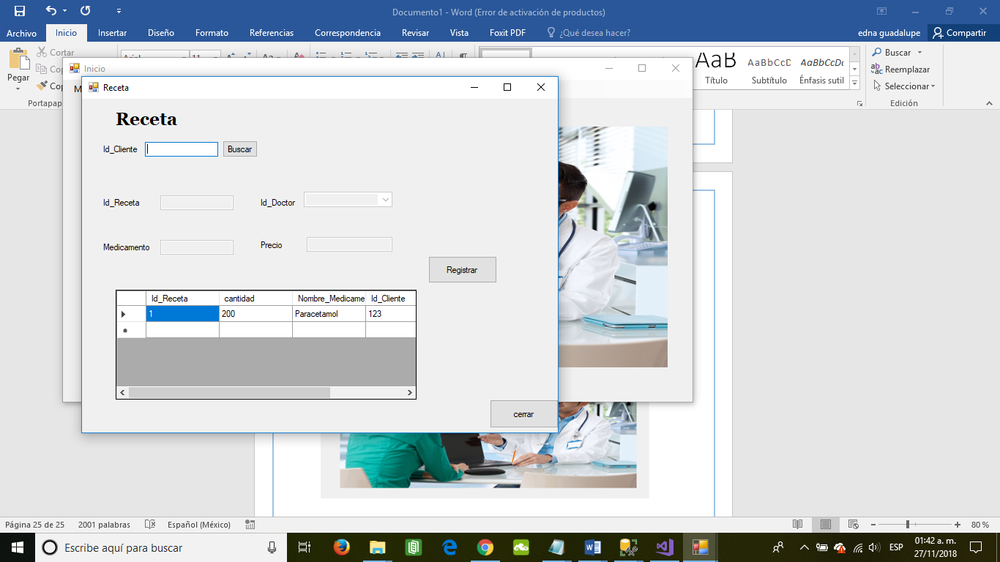 Documento1 - Word (Error de activación de productos)
Archivo Inicio Insertar Diseño Formato Referencias Correspondencia Revisar Vista Foxit PDF ¿Qué desea hacer? edna guadalupe Compartir
Pegar
Cortar
Portapap
11
AaB
AaBbCcD
AaBbCcDc
Título
Subtítulo
Énfasis sutil
Buscar
Reemplazar
Seleccionar
Edición
Inicio
M
Receta
Receta
Id_Cliente
Buscar
Id_Receta
Id_Doctor
Medicamento
Precio
Registrar
Id_Receta cantidad Nombre_Medicame Id_Cliente
1 200 Paracetamol 123
cerrar
Página 25 de 25 2001 palabras Español (México) 80 %
Escribe aquí para buscar
ESP
01:42 a. m.
27/11/2018